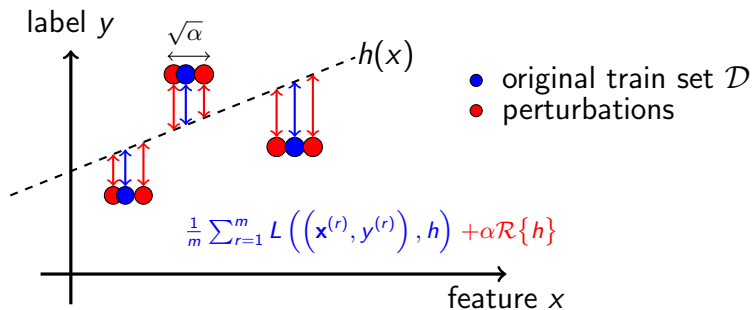 label y
√α
h(x)
original train set 𝒟
perturbations
1/m ∑_{r=1}^{m} L((𝐱^{(r)}, y^{(r)}), h) +αℛ{h}
feature x